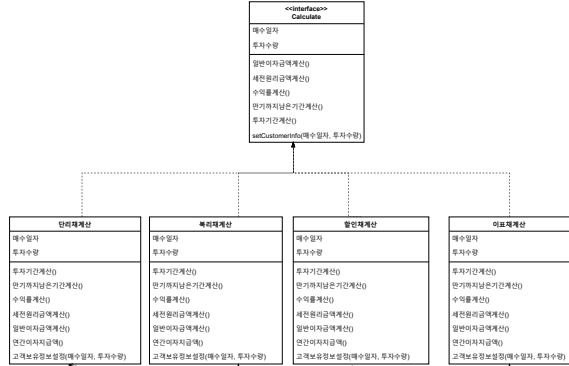 <<interface>>
Calculate
매수일자
투자수량
일반이자금액계산()
세전원리금액계산()
수익률계산()
만기까지남은기간계산()
투자기간계산()
setCustomerInfo(매수일자, 투자수량)
단리채계산
매수일자
투자수량
투자기간계산()
만기까지남은기간계산()
수익률계산()
세전원리금액계산()
일반이자금액계산()
연간이자지급액()
고객보유정보설정(매수일자, 투자수량)
복리채계산
매수일자
투자수량
투자기간계산()
만기까지남은기간계산()
수익률계산()
세전원리금액계산()
일반이자금액계산()
연간이자지급액()
고객보유정보설정(매수일자, 투자수량)
할인채계산
매수일자
투자수량
투자기간계산()
만기까지남은기간계산()
수익률계산()
세전원리금액계산()
일반이자금액계산()
연간이자지급액()
고객보유정보설정(매수일자, 투자수량)
이표채계산
매수일자
투자수량
투자기간계산()
만기까지남은기간계산()
수익률계산()
세전원리금액계산()
일반이자금액계산()
연간이자지급액()
고객보유정보설정(매수일자, 투자수량)